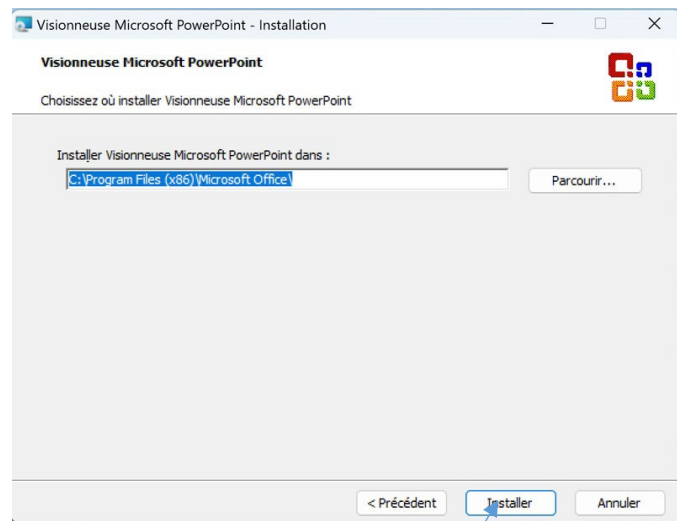 Visionneuse Microsoft PowerPoint - Installation
Visionneuse Microsoft PowerPoint
Choisissez où installer Visionneuse Microsoft PowerPoint
Installer Visionneuse Microsoft PowerPoint dans :
C:\Program Files (x86)\Microsoft Office\
Parcourir...
< Précédent
Installer
Annuler